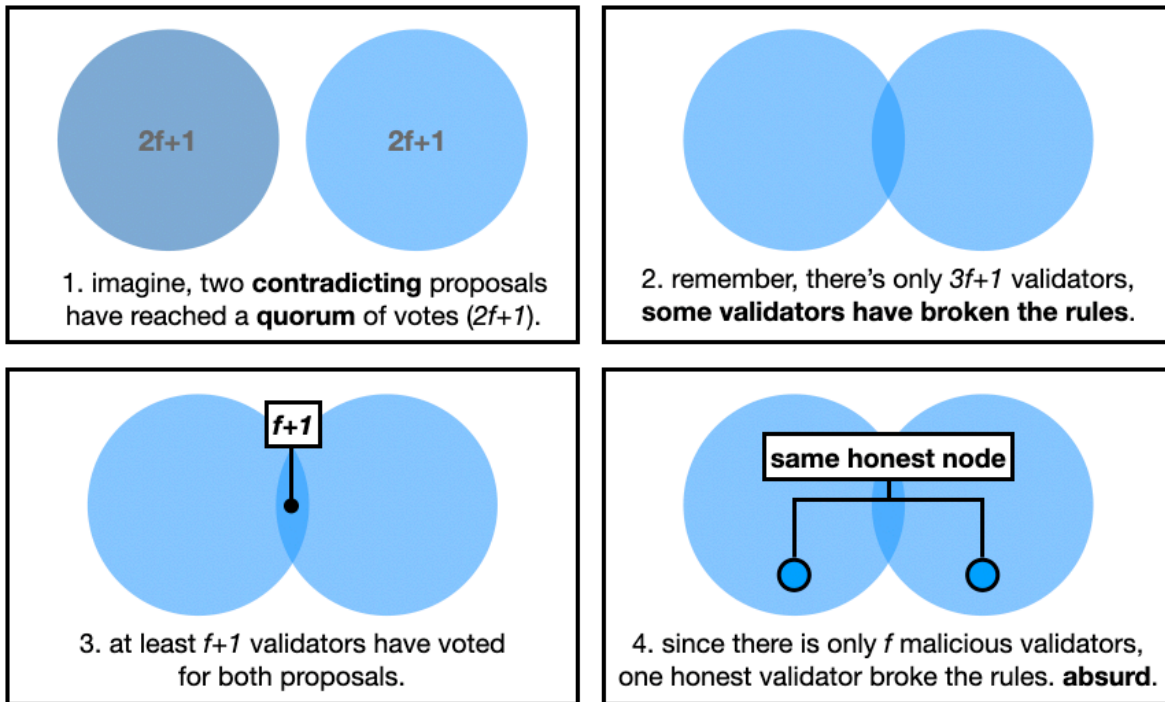 2f+1
2f+1
1. imagine, two contradicting proposals
have reached a quorum of votes (2f+1).
2. remember, there's only 3f+1 validators,
some validators have broken the rules.
f+1
3. at least f+1 validators have voted
for both proposals.
same honest node
4. since there is only f malicious validators,
one honest validator broke the rules. absurd.